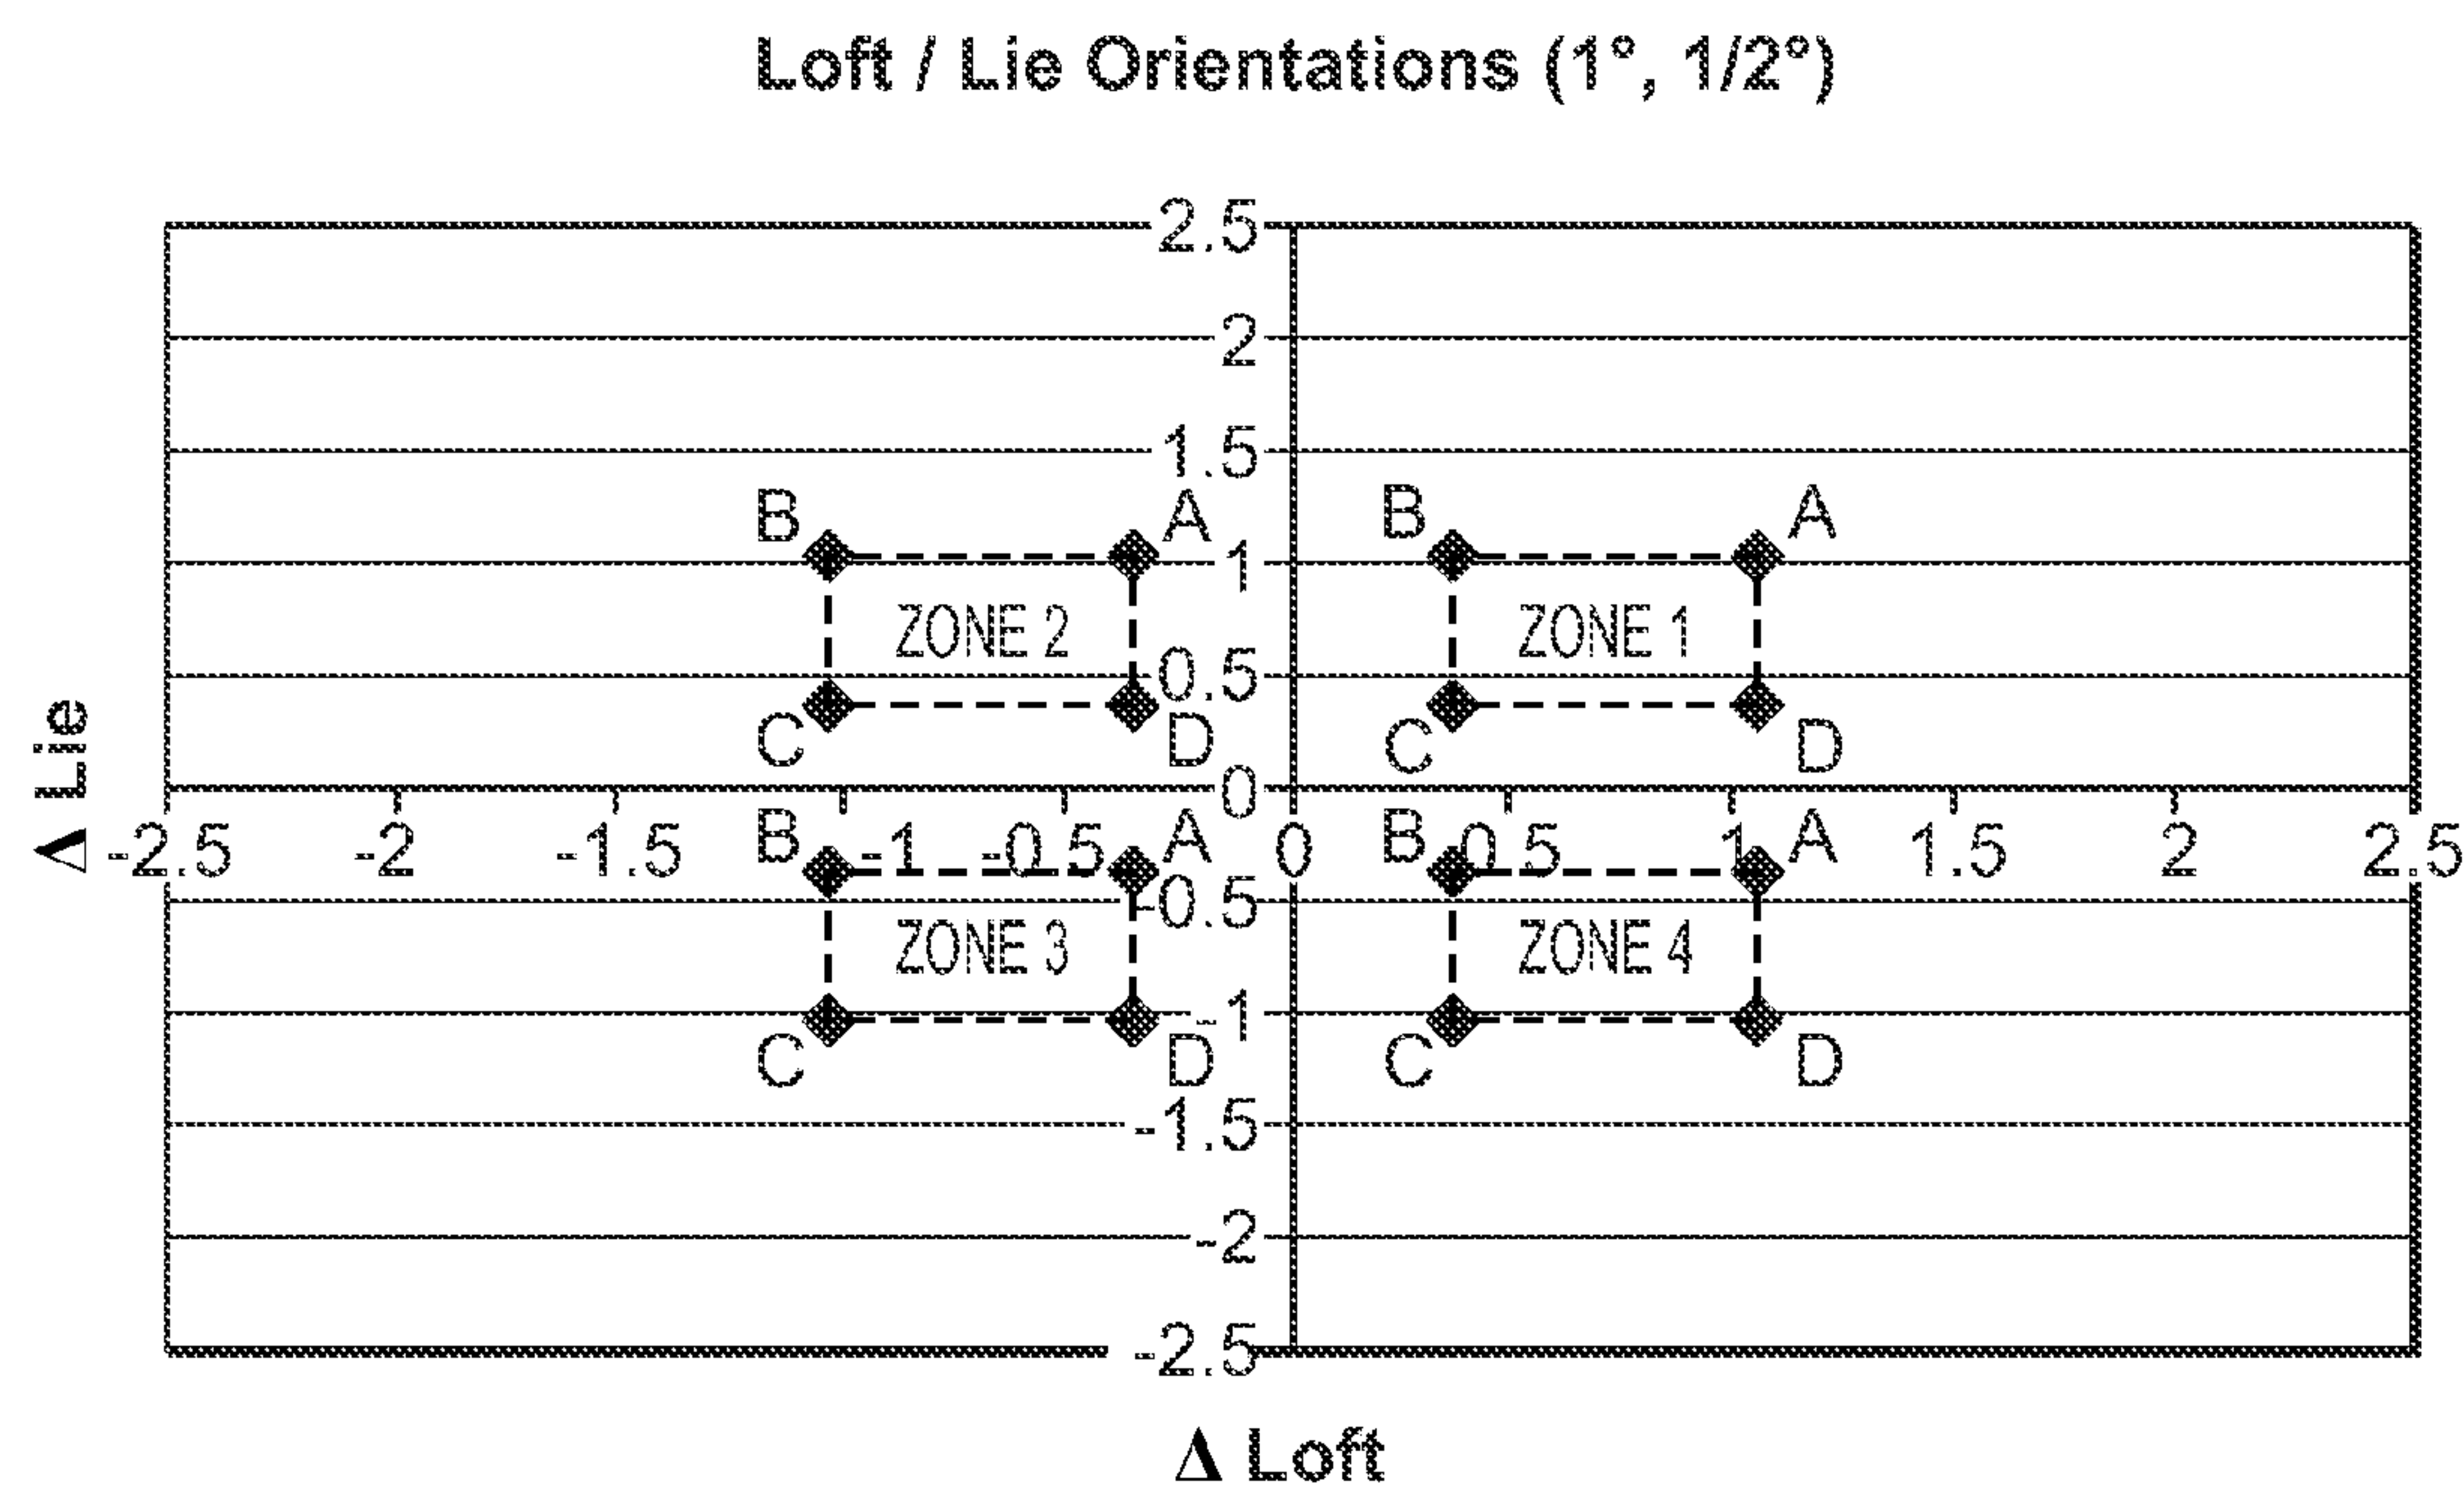 Loft / Lie Orientations (1°, 1/2°)
2.5
2
1.5
B A B A
1
ZONE 2 ZONE 1
0.5
C D C D
0
Δ Lie
B A B A
-2.5 -2 -1.5 -1 -0.5 0 0.5 1 1.5 2 2.5
-0.5
ZONE 3 ZONE 4
-1
C D C D
-1.5
-2
-2.5
Δ Loft